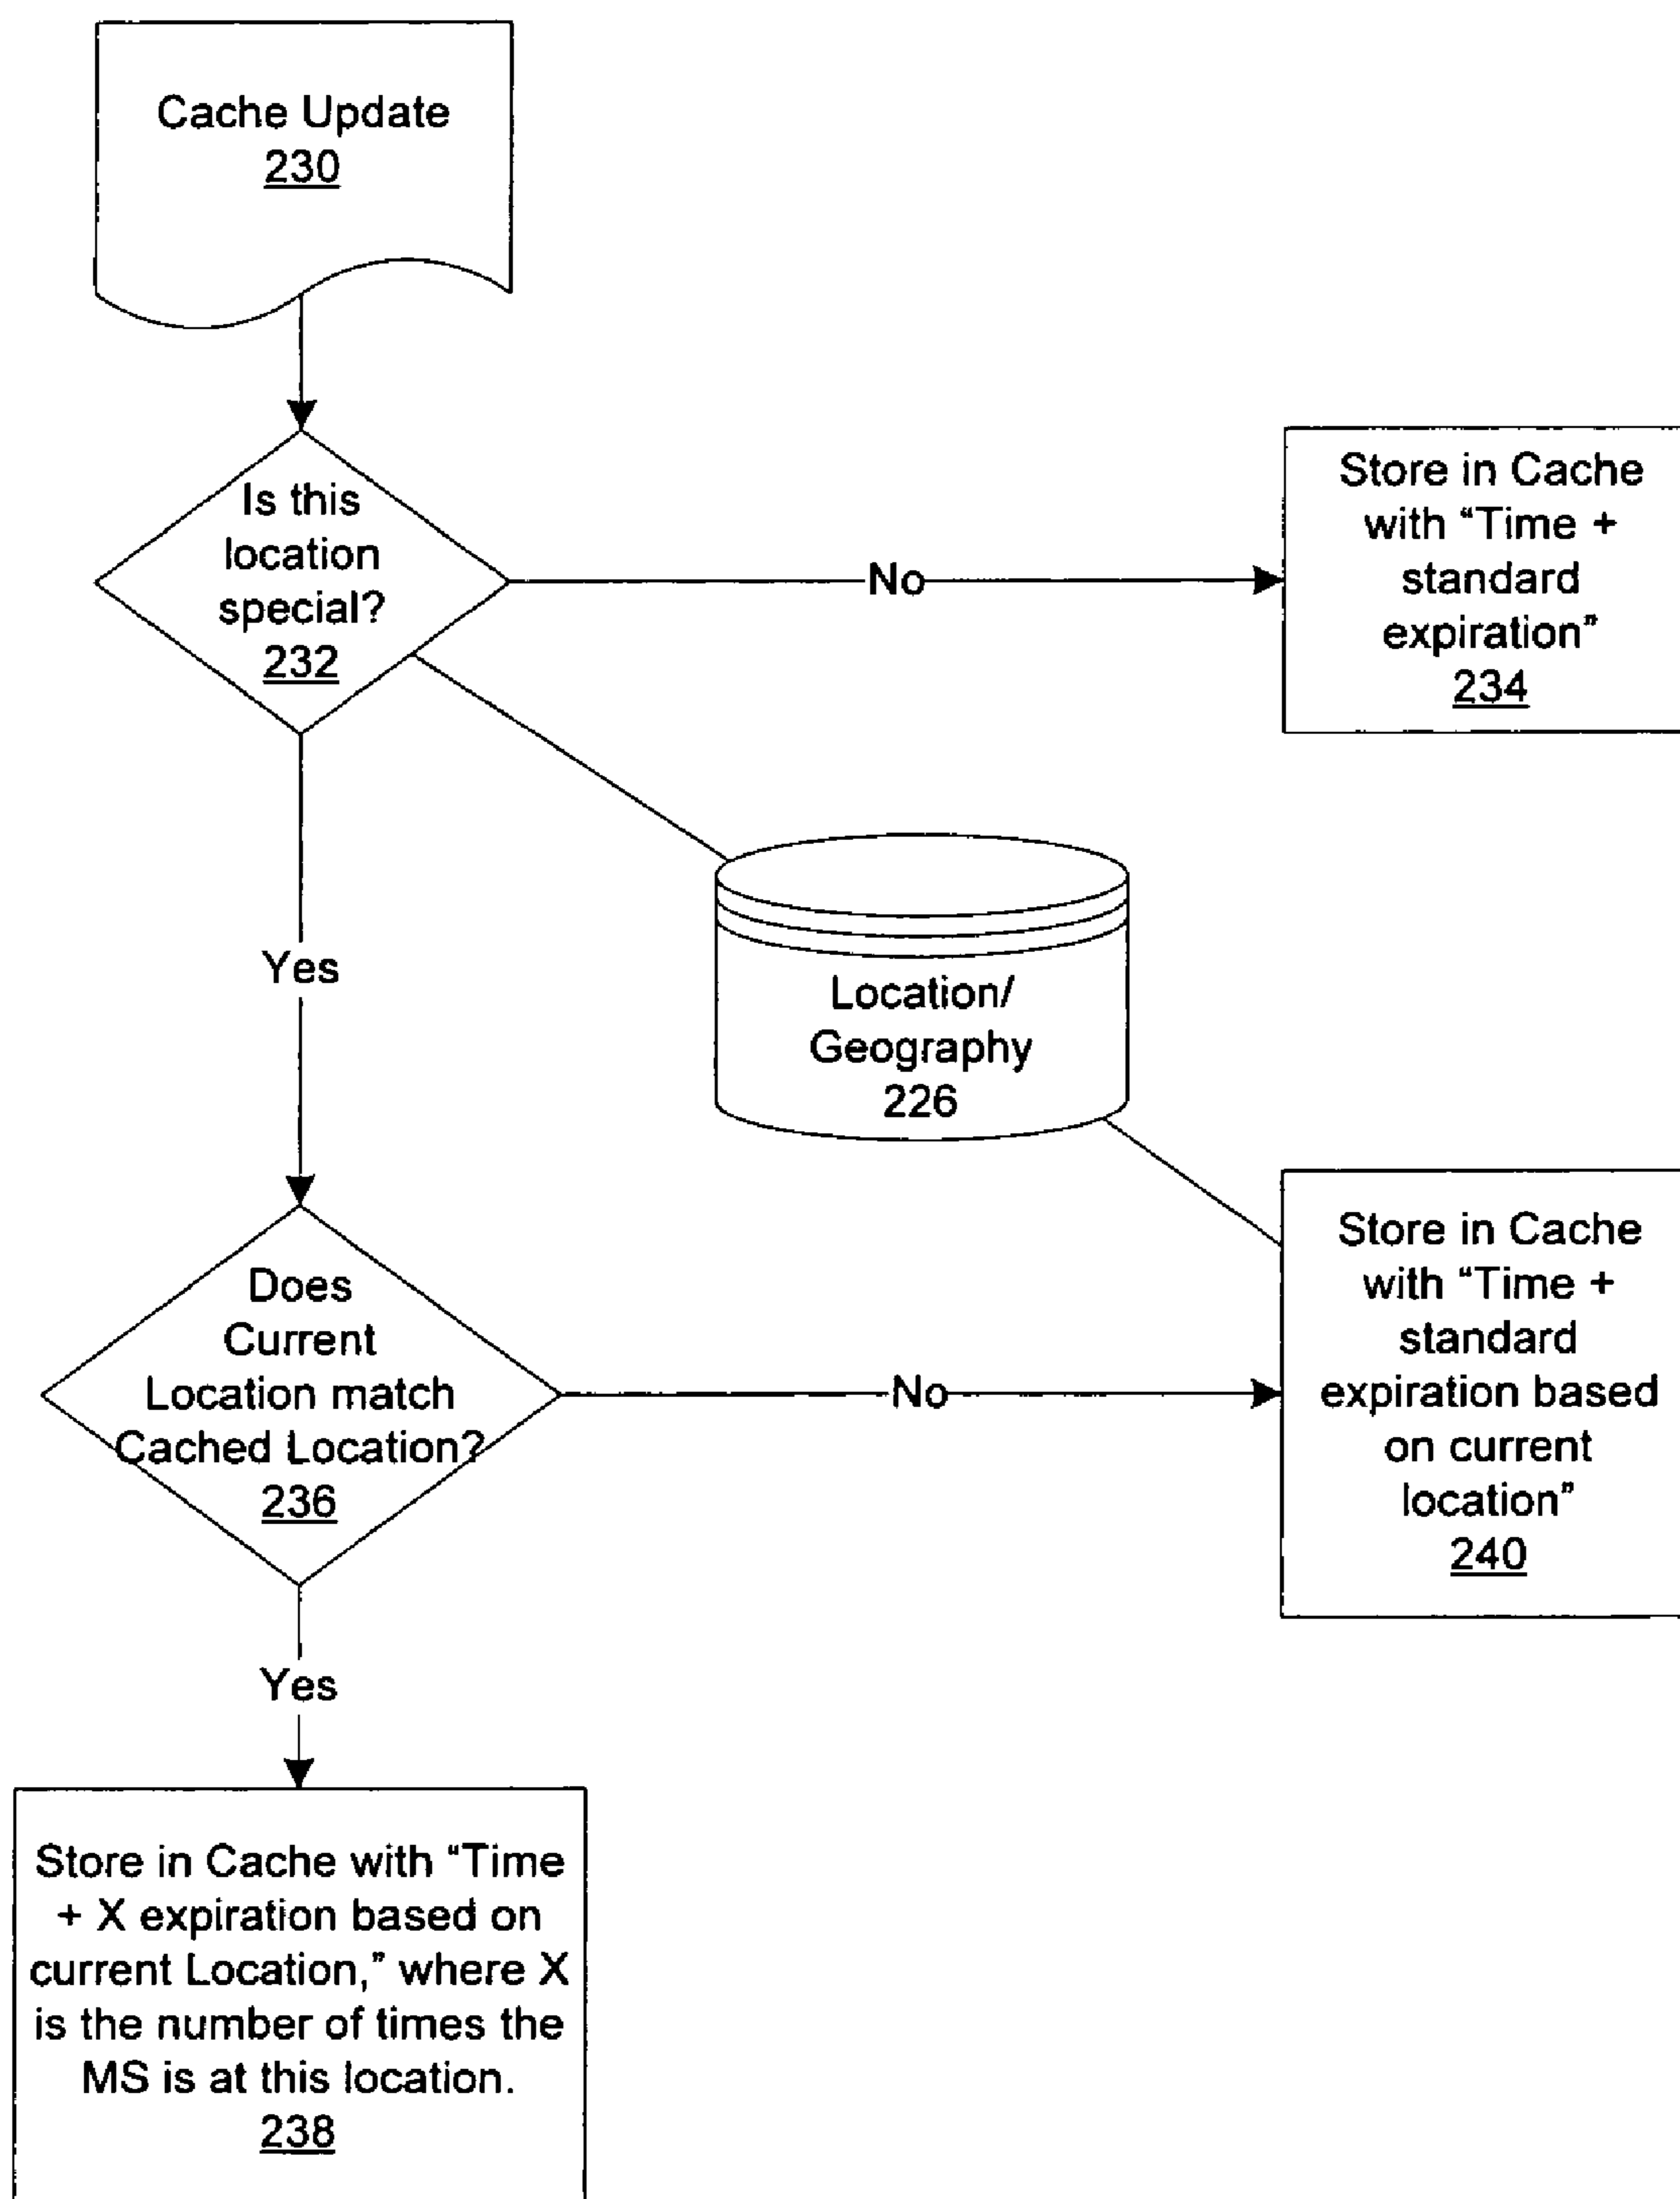 Cache Update
230
Is this
location
special?
232
No
Store in Cache
with “Time +
standard
expiration”
234
Yes
Location/
Geography
226
Does
Current
Location match
Cached Location?
236
No
Store in Cache
with “Time +
standard
expiration based
on current
location”
240
Yes
Store in Cache with “Time
+ X expiration based on
current Location,” where X
is the number of times the
MS is at this location.
238